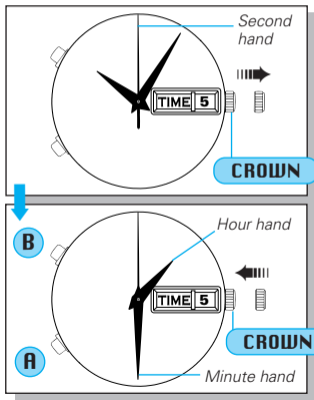 Second
hand
TIME 5
CROWN
B
Hour hand
TIME 5
CROWN
A
Minute hand